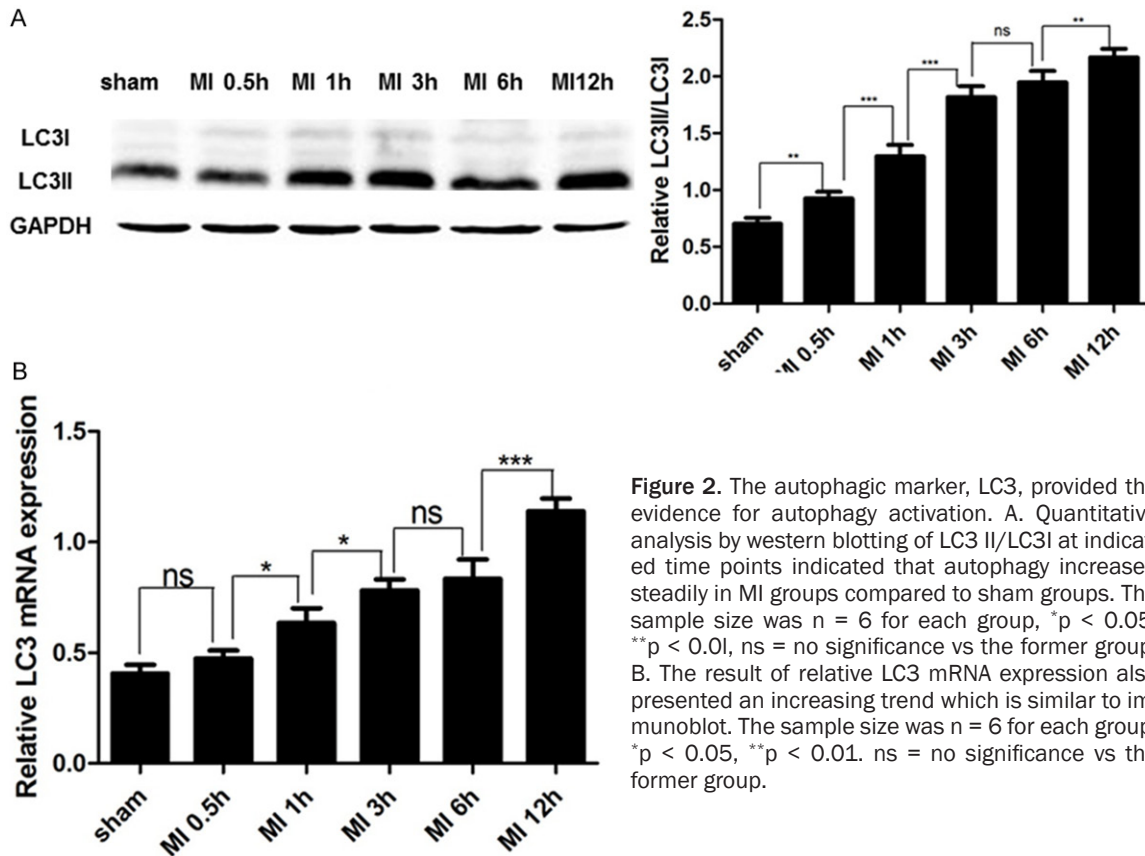 A
sham MI 0.5h MI 1h MI 3h MI 6h MI12h
LC3I
LC3II
GAPDH
Relative LC3II/LC3I
2.5
2.0
1.5
1.0
0.5
0.0
**
***
***
ns
**
sham MI 0.5h MI 1h MI 3h MI 6h MI 12h
B
Relative LC3 mRNA expression
1.5
1.0
0.5
0.0
ns
*
*
ns
***
sham MI 0.5h MI 1h MI 3h MI 6h MI 12h
Figure 2. The autophagic marker, LC3, provided th
evidence for autophagy activation. A. Quantitativ
analysis by western blotting of LC3 II/LC3I at indicat
ed time points indicated that autophagy increase
steadily in MI groups compared to sham groups. Th
sample size was n = 6 for each group, *p < 0.05
**p < 0.0l, ns = no significance vs the former group
B. The result of relative LC3 mRNA expression als
presented an increasing trend which is similar to im
munoblot. The sample size was n = 6 for each group
*p < 0.05, **p < 0.01. ns = no significance vs th
former group.